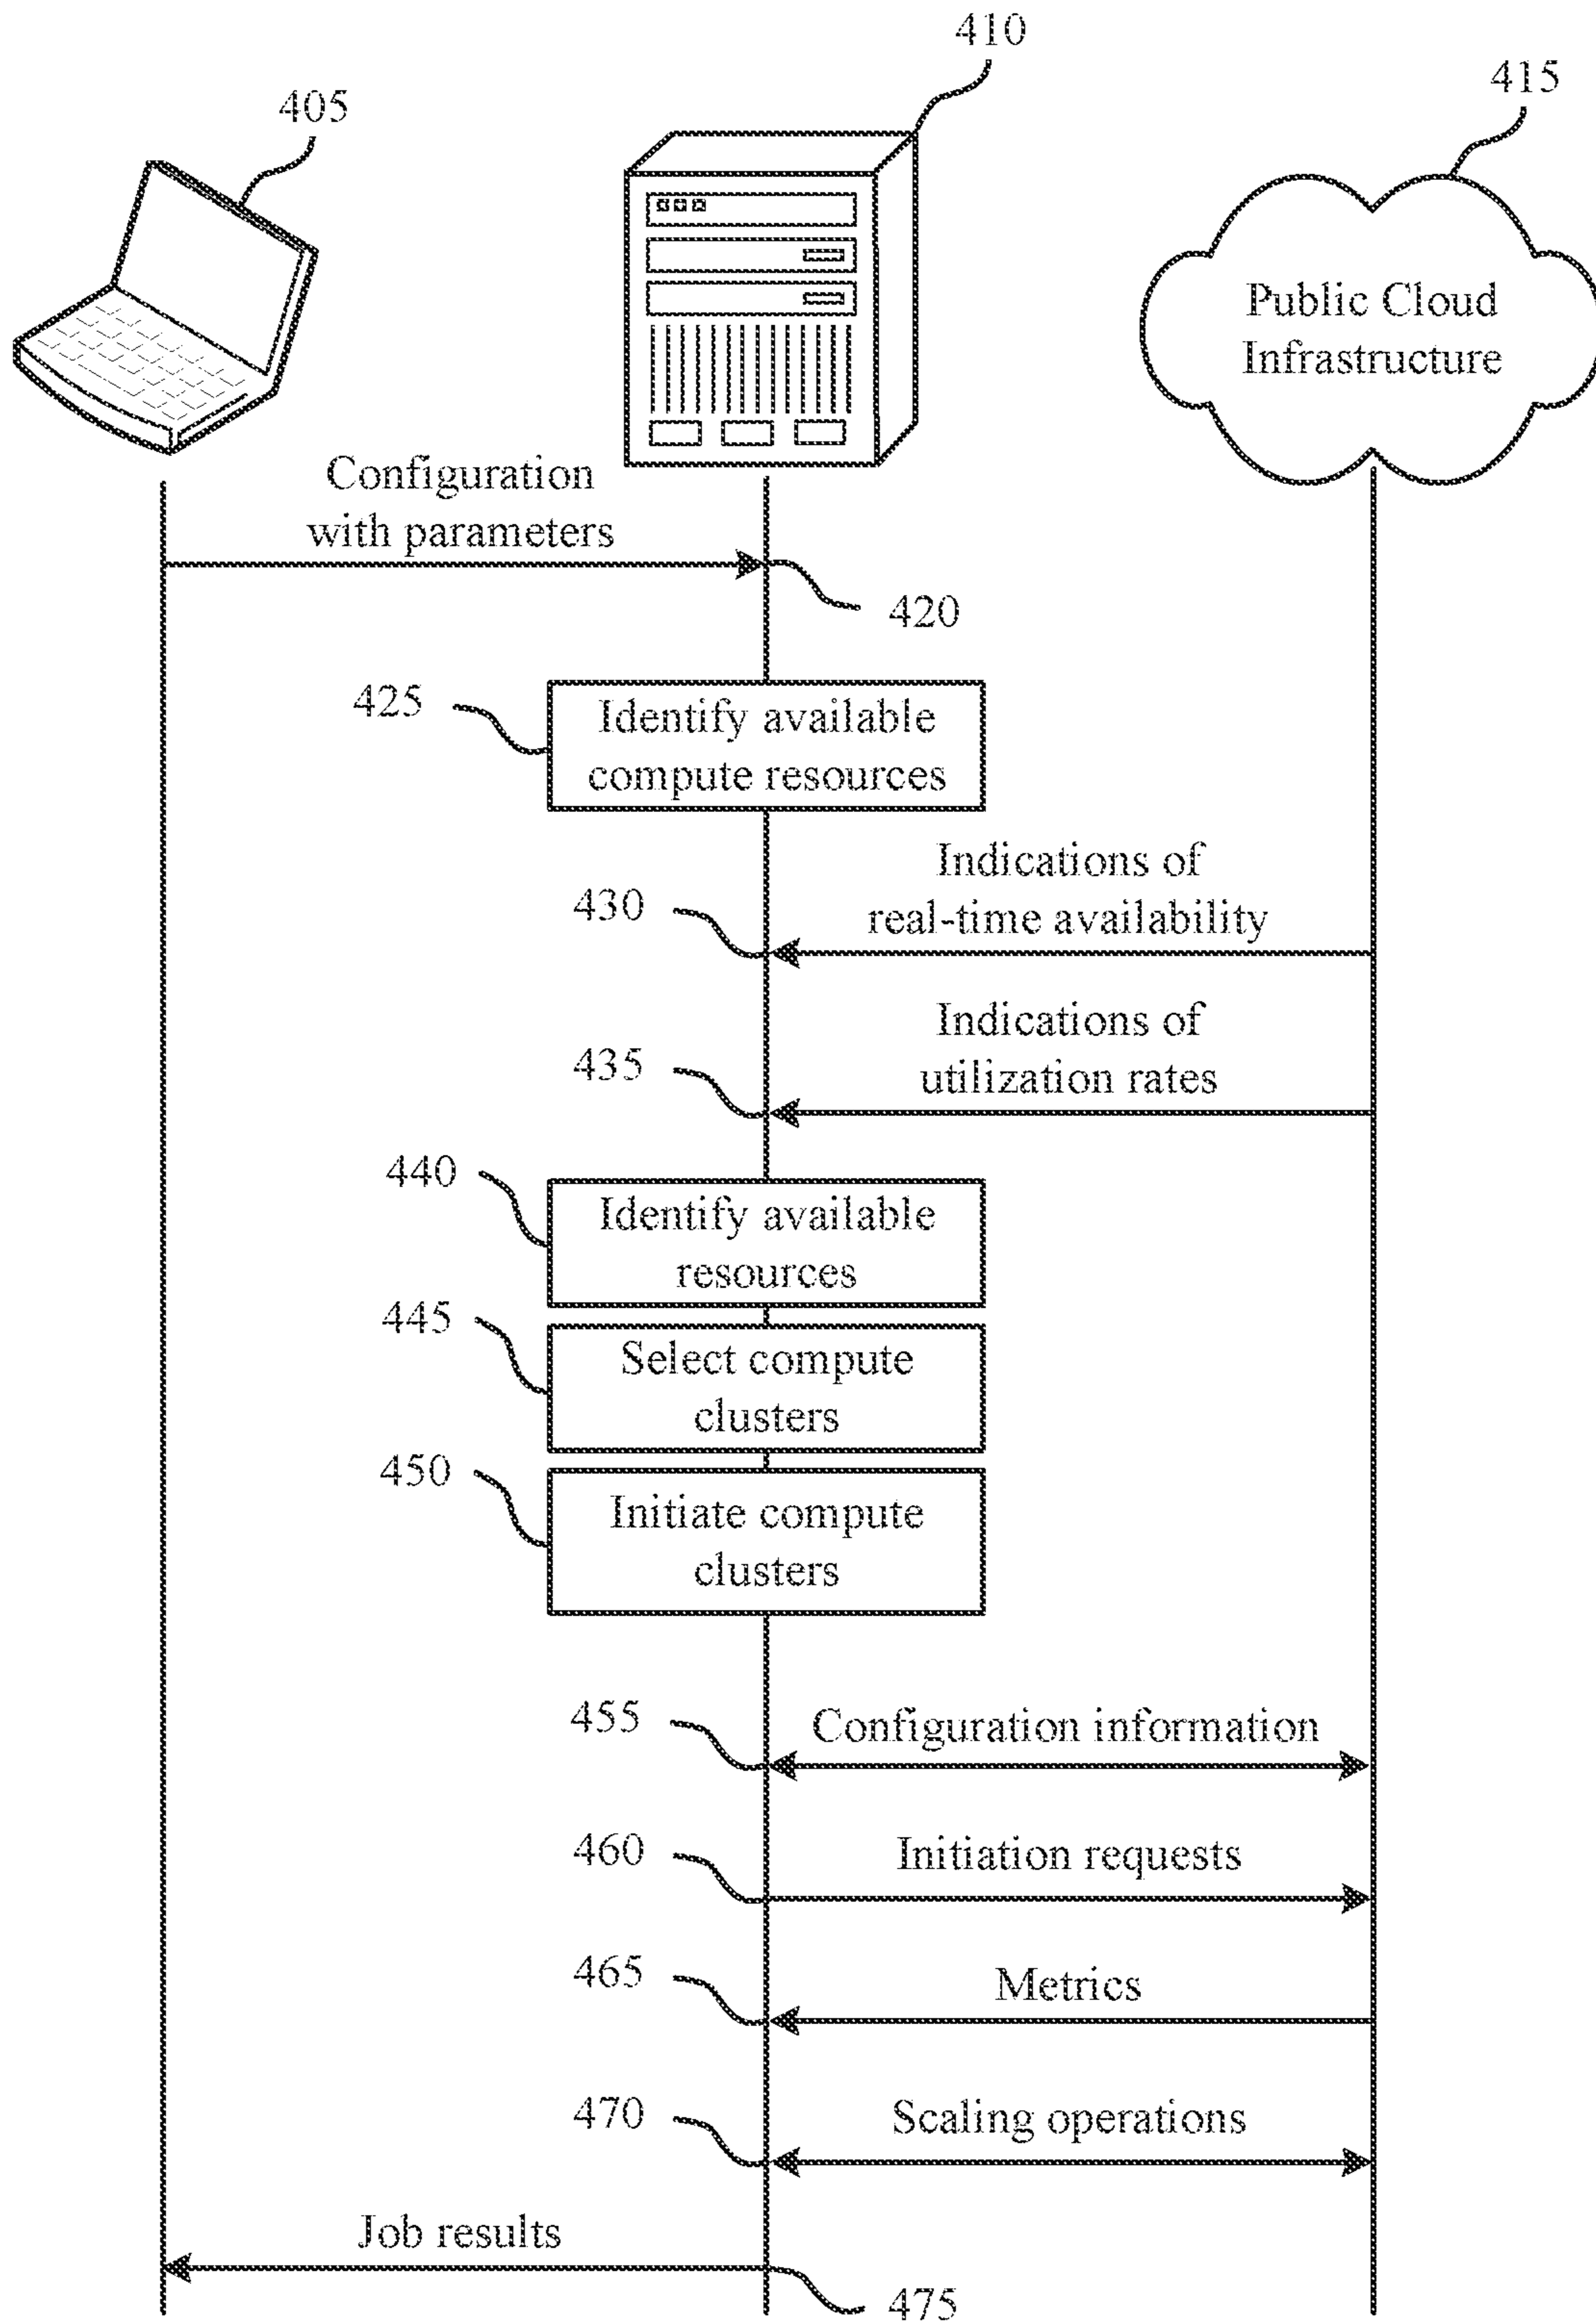 410
415
405
Public Cloud
Infrastructure
Configuration
with parameters
420
425
Identify available
compute resources
Indications of
real-time availability
430
Indications of
utilization rates
435
440
Identify available
resources
445
Select compute
clusters
450
Initiate compute
clusters
455
Configuration information
460
Initiation requests
465
Metrics
470
Scaling operations
Job results
475